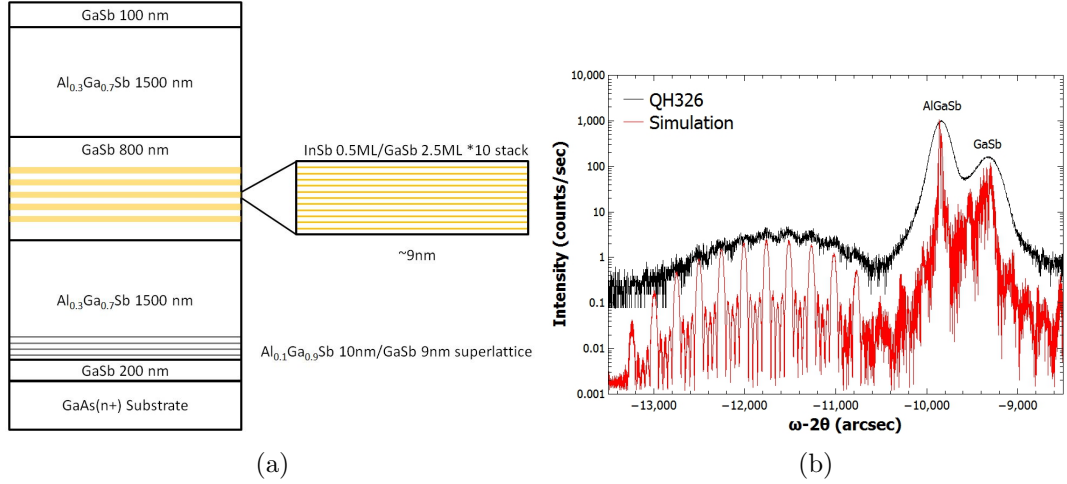 GaSb 100 nm
Al0.3Ga0.7Sb 1500 nm
GaSb 800 nm
InSb 0.5ML/GaSb 2.5ML *10 stack
~9nm
Al0.3Ga0.7Sb 1500 nm
Al0.1Ga0.9Sb 10nm/GaSb 9nm superlattice
GaSb 200 nm
GaAs(n+) Substrate
(a)
10,000
1,000
100
10
1
0.1
0.01
0.001
Intensity (counts/sec)
QH326
Simulation
AlGaSb
GaSb
−13,000
−12,000
−11,000
−10,000
−9,000
ω-2θ (arcsec)
(b)